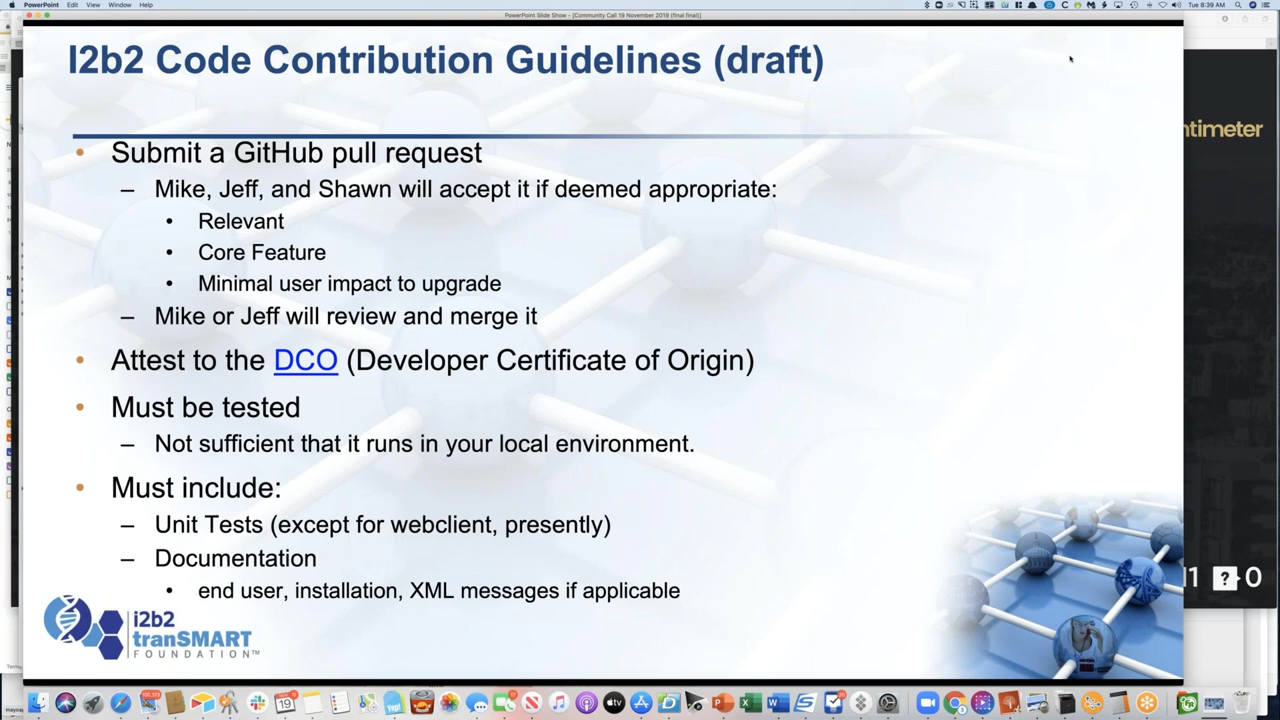 PowerPoint File Edit View Window Help
Tue 8:39 AM
PowerPoint Slide Show - [Community Call 19 November 2019 (final final)]
I2b2 Code Contribution Guidelines (draft)
ntimeter
• Submit a GitHub pull request
– Mike, Jeff, and Shawn will accept it if deemed appropriate:
• Relevant
• Core Feature
• Minimal user impact to upgrade
– Mike or Jeff will review and merge it
• Attest to the DCO (Developer Certificate of Origin)
• Must be tested
– Not sufficient that it runs in your local environment.
• Must include:
– Unit Tests (except for webclient, presently)
– Documentation
• end user, installation, XML messages if applicable
11 ? 0
i2b2
tranSMART
FOUNDATION™